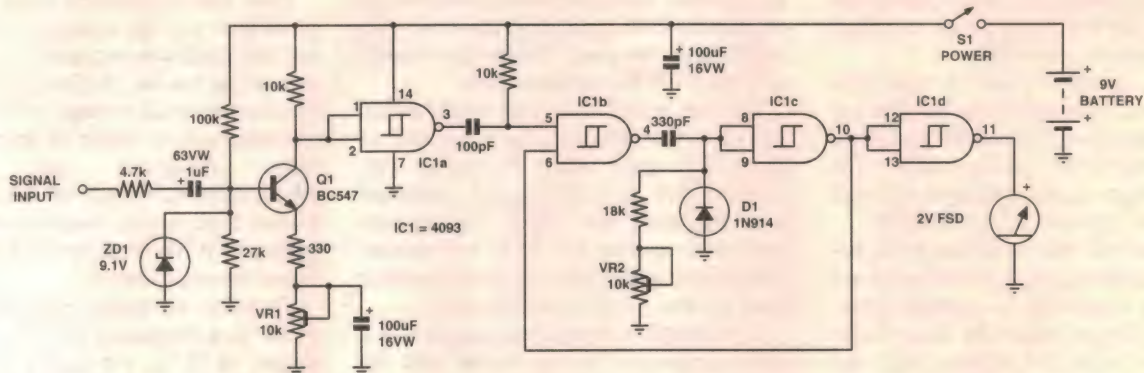 10k
100k
1
2
14
IC1a
3
7
100pF
10k
100uF
16VW
S1
POWER
9V
BATTERY
IC1b
5
6
4
330pF
IC1c
8
9
10
IC1d
12
13
11
SIGNAL
INPUT
4.7k
63VW
1uF
Q1
BC547
IC1 = 4093
ZD1
9.1V
27k
330
VR1
10k
100uF
16VW
18k
VR2
10k
D1
1N914
2V FSD